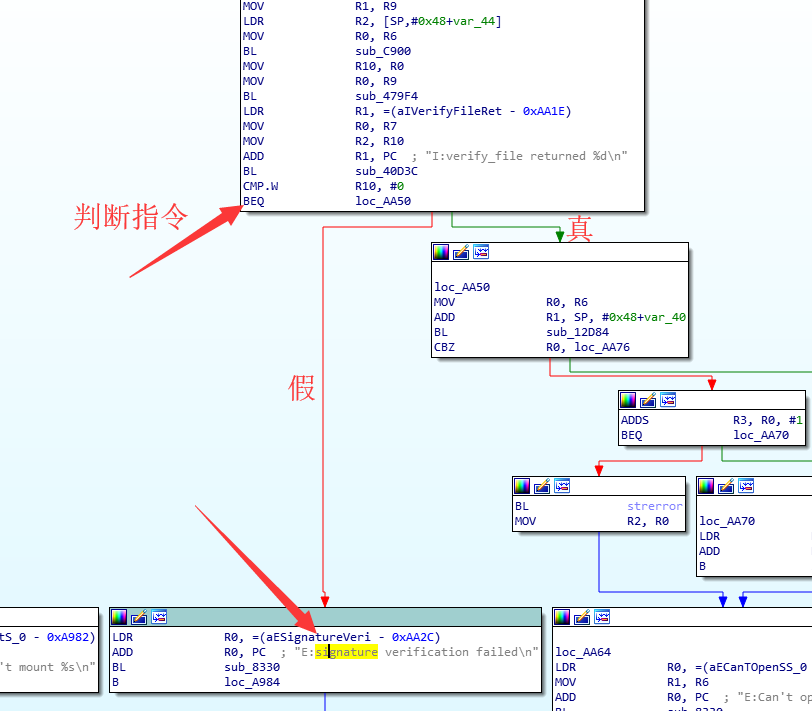 MOV R1, R9
LDR R2, [SP,#0x48+var_44]
MOV R0, R6
BL sub_C900
MOV R10, R0
MOV R0, R9
BL sub_479F4
LDR R1, =(aIVerifyFileRet - 0xAA1E)
MOV R0, R7
MOV R2, R10
ADD R1, PC ; "I:verify_file returned %d\n"
BL sub_40D3C
CMP.W R10, #0
BEQ loc_AA50
判断指令
真
loc_AA50
MOV R0, R6
ADD R1, SP, #0x48+var_40
BL sub_12D84
CBZ R0, loc_AA76
假
ADDS R3, R0, #1
BEQ loc_AA70
BL strerror
MOV R2, R0
loc_AA70
LDR
ADD
B
tS_0 - 0xA982)
't mount %s\n"
LDR R0, =(aESignatureVeri - 0xAA2C)
ADD R0, PC ; "E:signature verification failed\n"
BL sub_8330
B loc_A984
loc_AA64
LDR R0, =(aECanTOpenSS_0
MOV R1, R6
ADD R0, PC ; "E:Can't op
BL sub_8330